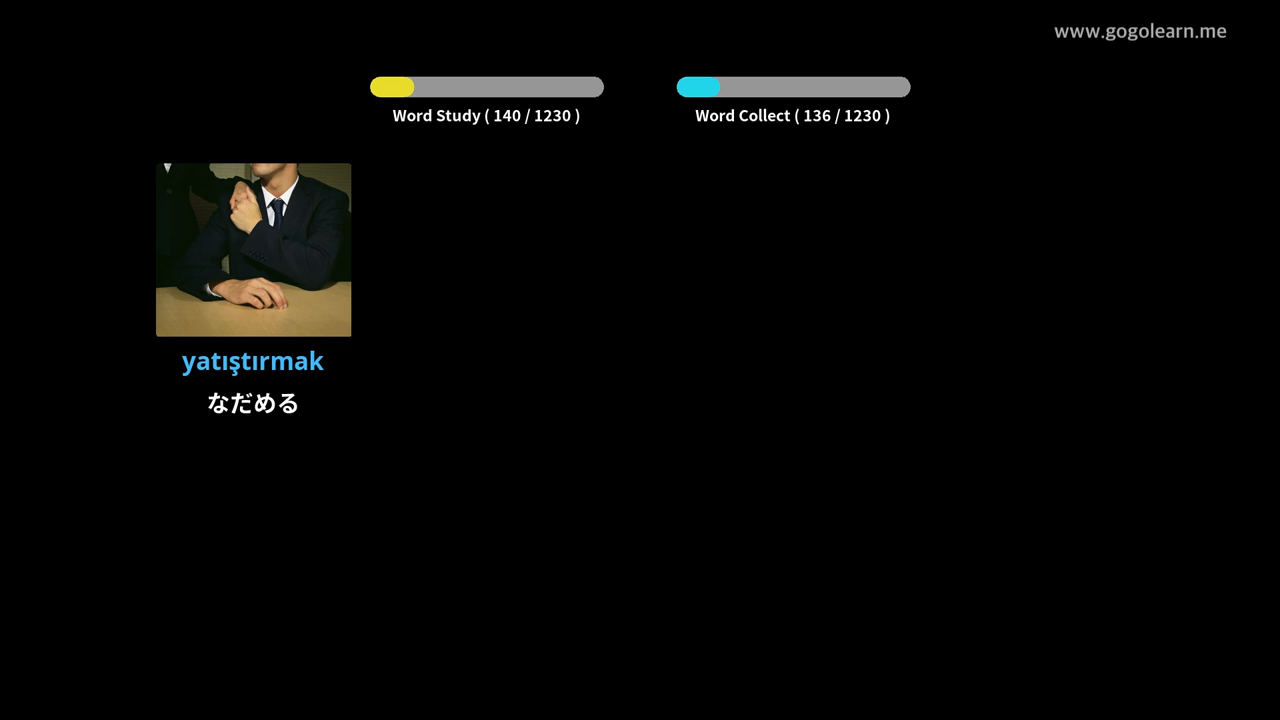 www.gogolearn.me
Word Study ( 140 / 1230 )
Word Collect ( 136 / 1230 )
yatıştırmak
なだめる